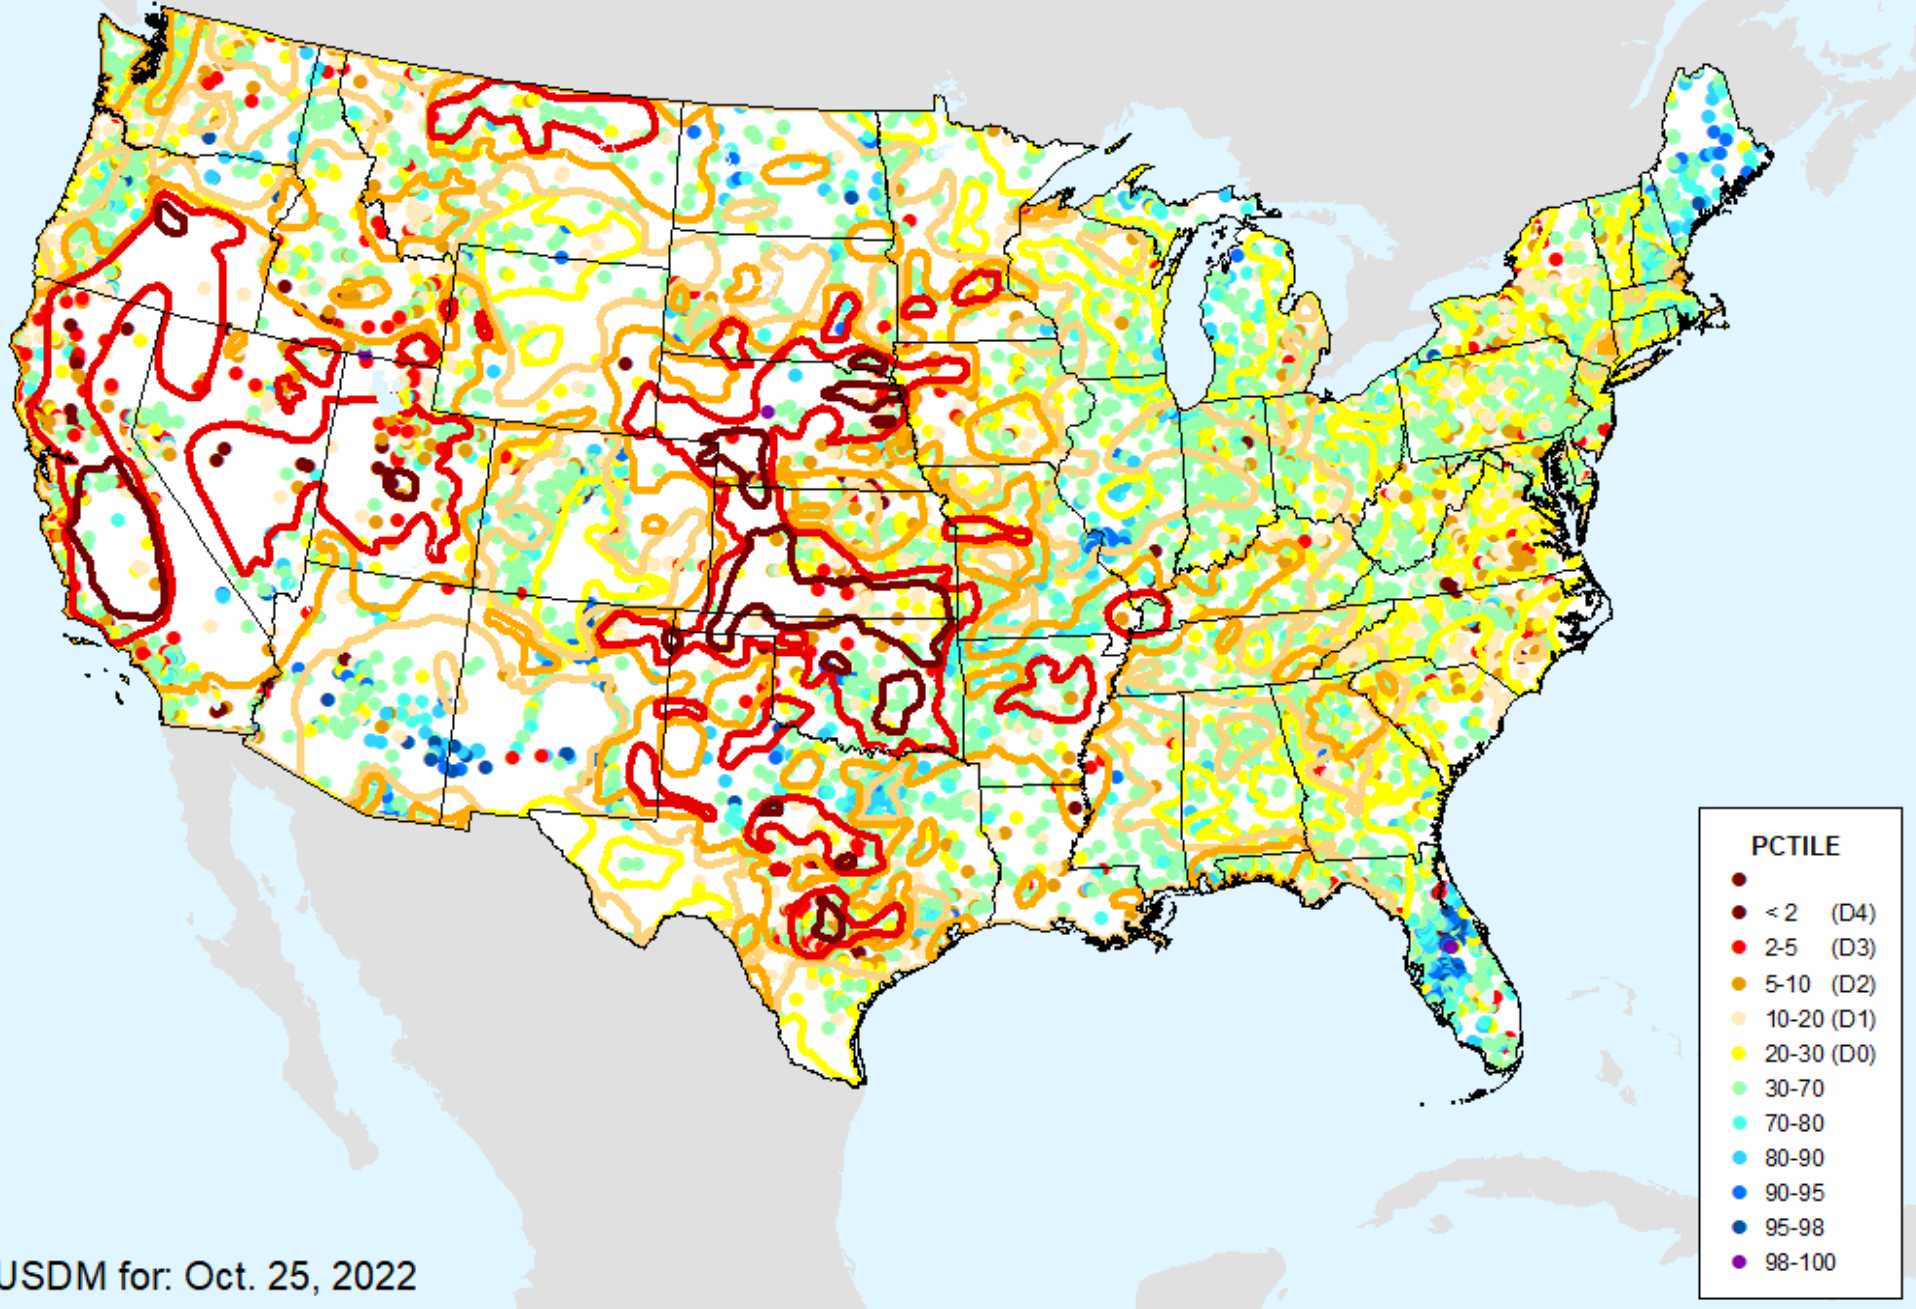 PCTILE
< 2 (D4)
2-5 (D3)
5-10 (D2)
10-20 (D1)
20-30 (D0)
30-70
70-80
80-90
90-95
95-98
98-100
USDM for: Oct. 25, 2022